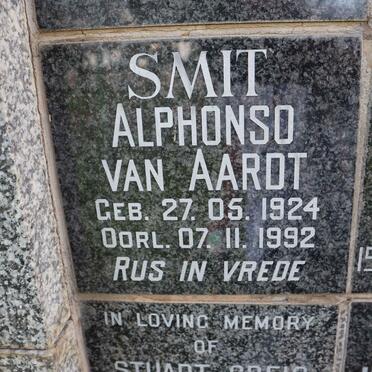 SMIT
ALPHONSO
VAN AARDT
GEB. 27. 05. 1924
OORL. 07. 11. 1992
RUS IN VREDE
IN LOVING MEMORY
OF
STUART